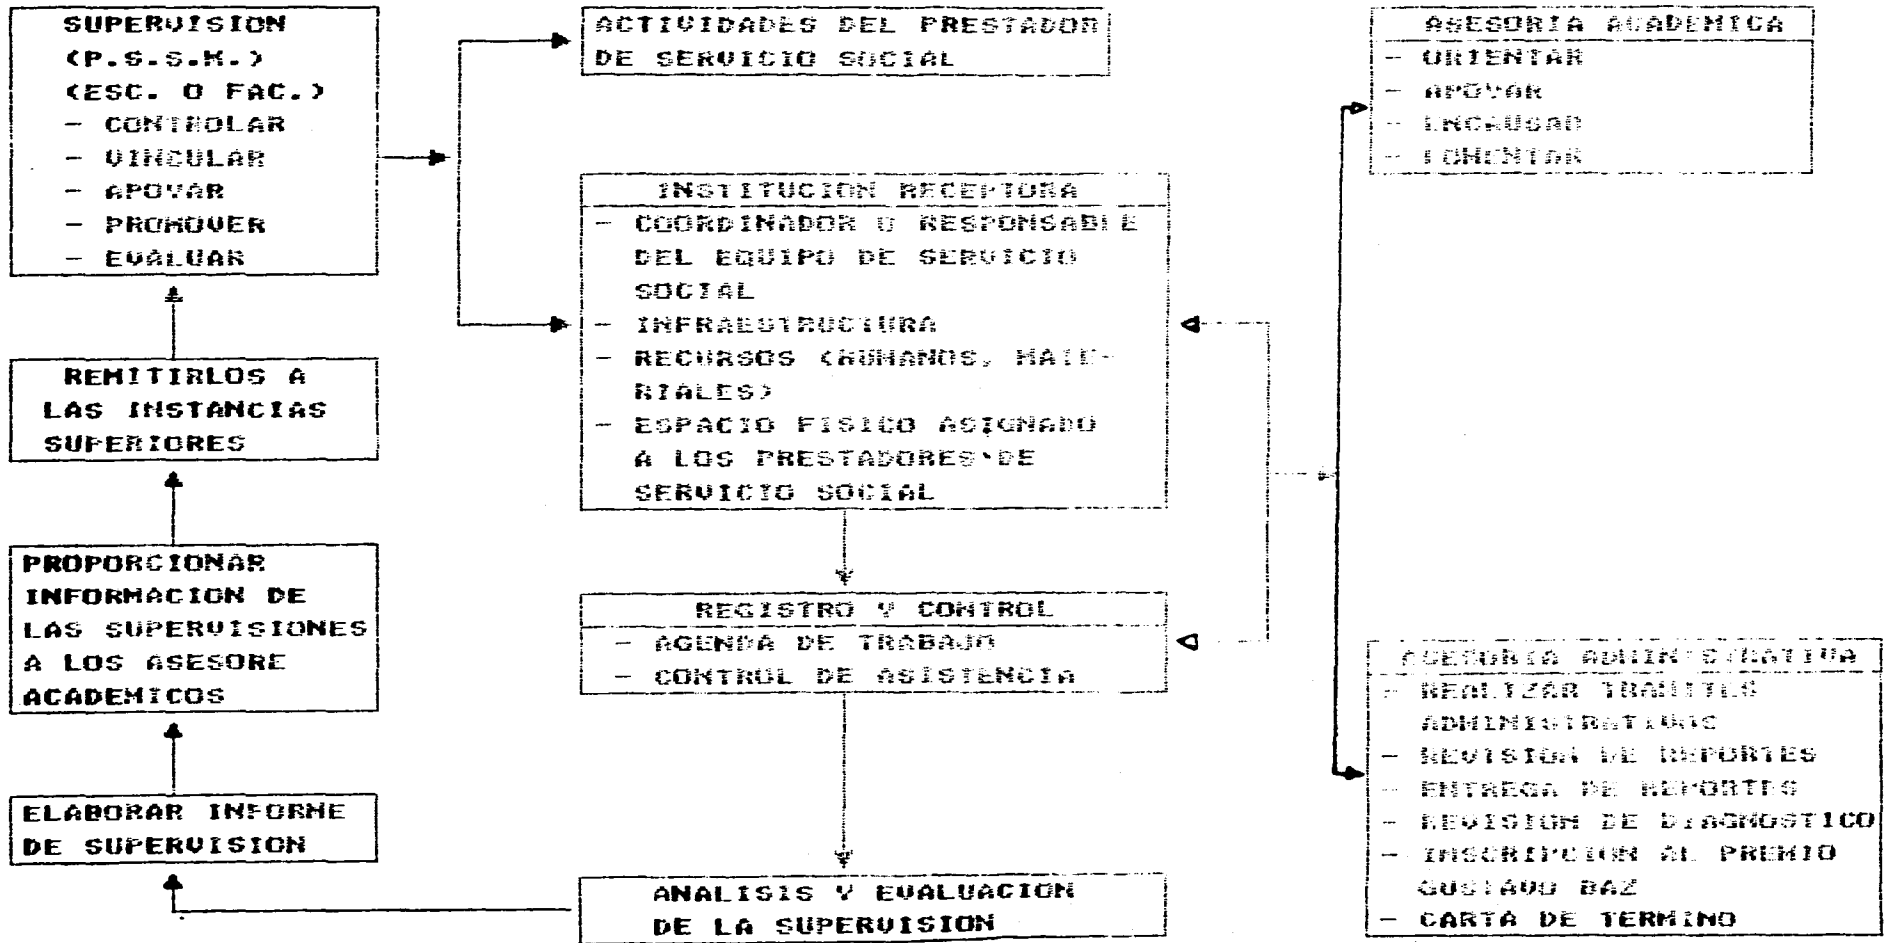 SUPERVISION
(P.S.S.M.)
(ESC. O FAC.)
- CONTROLAR
- VINCULAR
- APOYAR
- PROMOVER
- EVALUAR
REMITIRLOS A
LAS INSTANCIAS
SUPERIORES
PROPORCIONAR
INFORMACION DE
LAS SUPERVISIONES
A LOS ASESORE
ACADEMICOS
ELABORAR INFORME
DE SUPERVISION
ACTIVIDADES DEL PRESTADOR
DE SERVICIO SOCIAL
INSTITUCION RECEPTORA
- COORDINADOR O RESPONSABLE
DEL EQUIPO DE SERVICIO
SOCIAL
- INFRAESTRUCTURA
- RECURSOS (HUMANOS, MATE-
RIALES)
- ESPACIO FISICO ASIGNADO
A LOS PRESTADORES DE
SERVICIO SOCIAL
REGISTRO Y CONTROL
- AGENDA DE TRABAJO
- CONTROL DE ASISTENCIA
ANALISIS Y EVALUACION
DE LA SUPERVISION
ASESORIA ACADEMICA
- ORIENTAR
- APOYAR
- ENCAUSAR
- FOMENTAR
ASESORIA ADMINISTRATIVA
- REALIZAR TRAMITES
ADMINISTRATIVOS
- REVISION DE REPORTES
- ENTREGA DE REPORTES
- REVISION DE DIAGNOSTICO
- INSCRIPCION AL PREMIO
GUSTAVO BAZ
- CARTA DE TERMINO